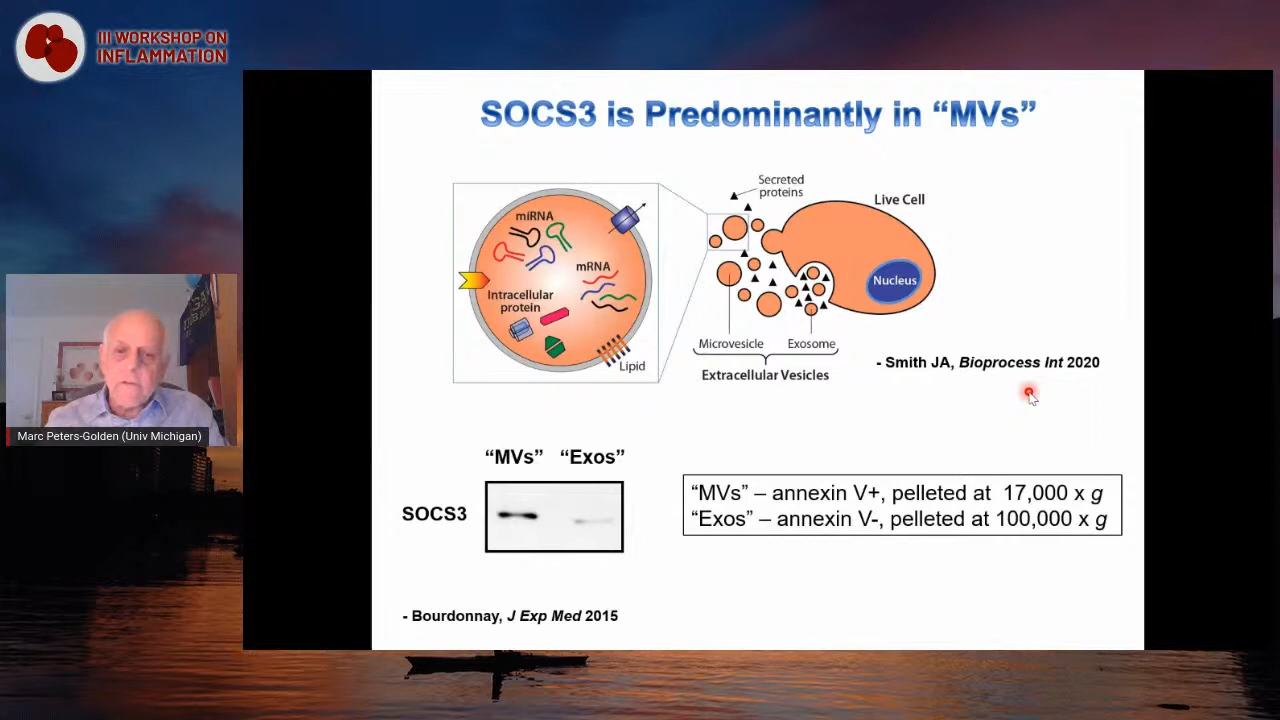 III WORKSHOP ON
INFLAMMATION
SOCS3 is Predominantly in “MVs”
Secreted
proteins
Live Cell
miRNA
mRNA
Nucleus
Intracellular
protein
Lipid
Microvesicle
Exosome
Extracellular Vesicles
- Smith JA, Bioprocess Int 2020
Marc Peters-Golden (Univ Michigan)
“MVs” “Exos”
SOCS3
“MVs” – annexin V+, pelleted at 17,000 x g
“Exos” – annexin V-, pelleted at 100,000 x g
- Bourdonnay, J Exp Med 2015